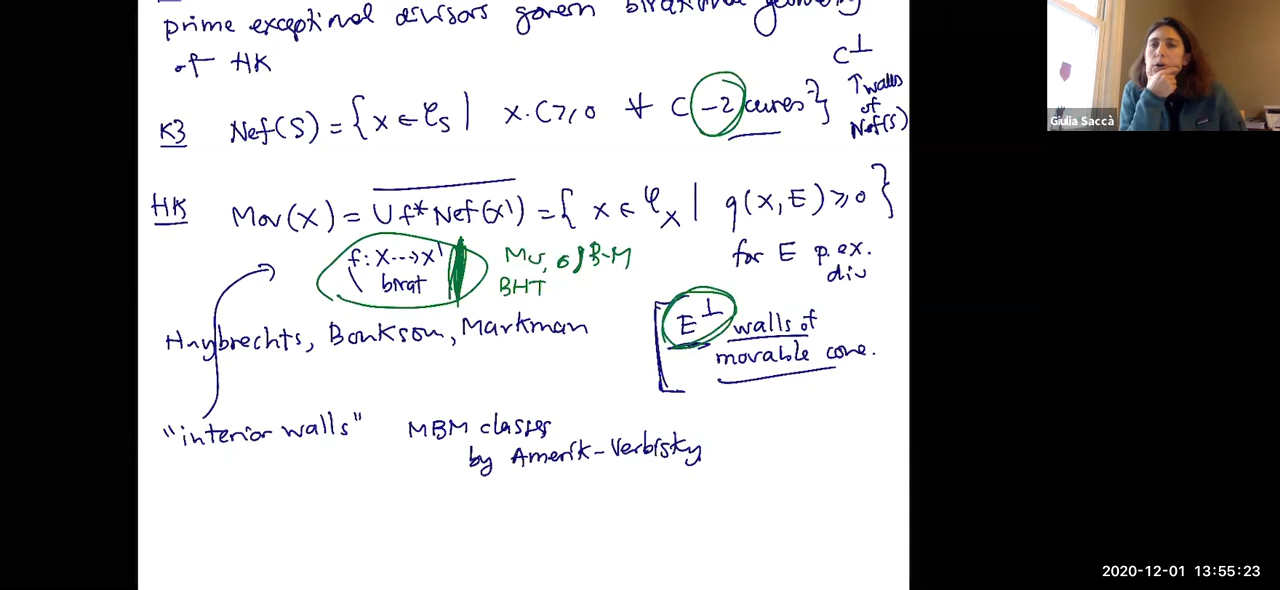 prime exceptional divisors govern birational geometry
of HK
K3 Nef(S) = {x ∈ 𝒞_S | x·C ≥ 0 ∀ C -2 curves}
C^⊥
↑ walls
of
Nef(S)
Giulia Saccà
HK Mov(X) = ∪ f* Nef(X') = { x ∈ 𝒞_X | q(x, E) ≥ 0 }
f: X ⇢ X'
birat
for E p. ex.
div
BHT
Huybrechts, Boukson, Markman
E^⊥ walls of
movable cone.
"interior walls" MBM classes
by Amerik-Verbisky
2020-12-01 13:55:23